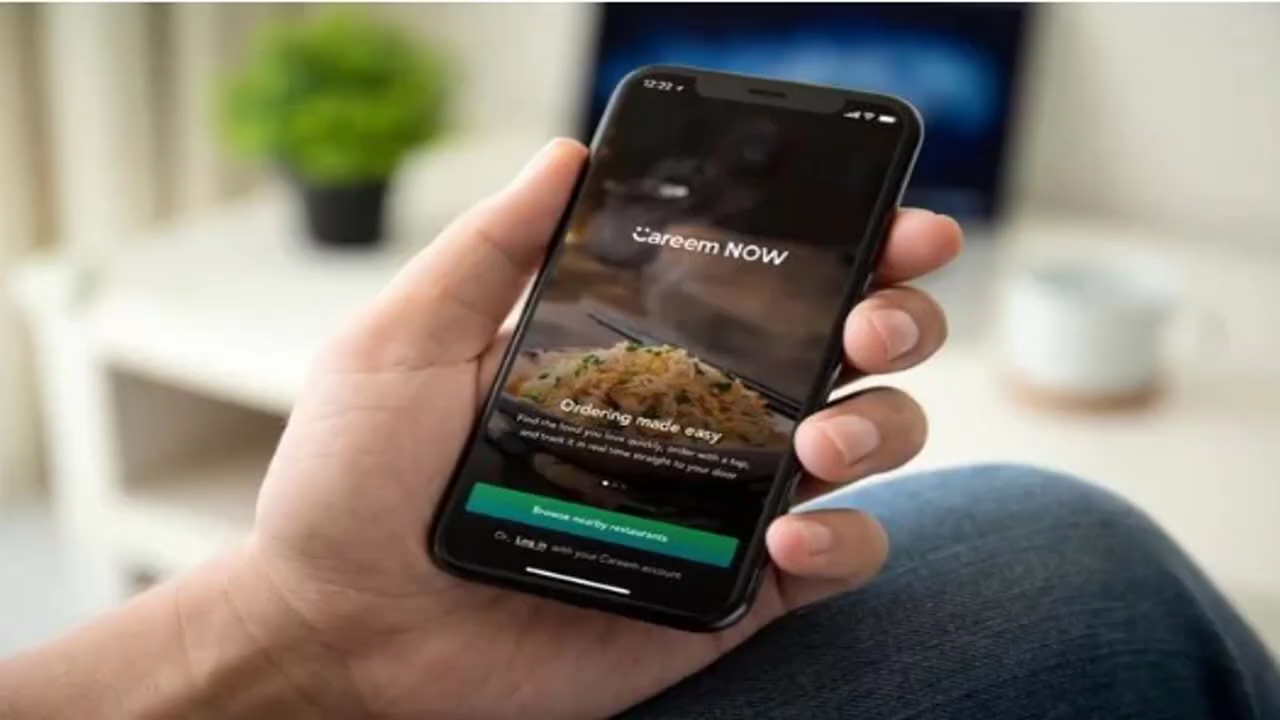 12:22
Careem NOW
Ordering made easy
Find the food you love quickly, order with a tap,
and track it in real time straight to your door
Browse nearby restaurants
Or, Log in with your Careem account